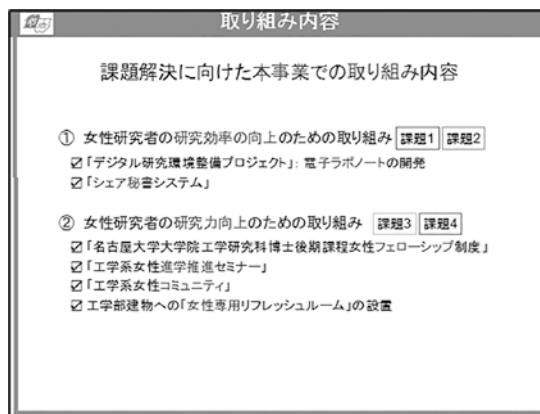 取り組み内容
課題解決に向けた本事業での取り組み内容
① 女性研究者の研究効率の向上のための取り組み 課題1 課題2
☑「デジタル研究環境整備プロジェクト」: 電子ラボノートの開発
☑「シェア秘書システム」
② 女性研究者の研究力向上のための取り組み 課題3 課題4
☑「名古屋大学大学院工学研究科博士後期課程女性フェローシップ制度」
☑「工学系女性進学推進セミナー」
☑「工学系女性コミュニティ」
☑ 工学部建物への「女性専用リフレッシュルーム」の設置